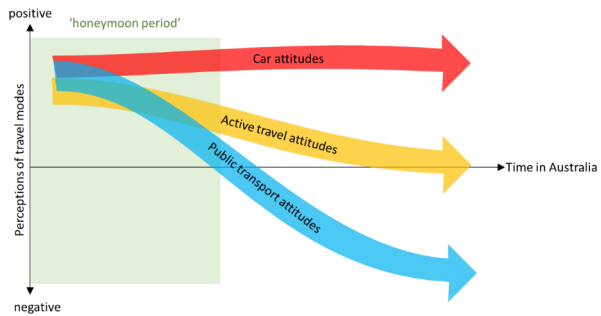 positive
'honeymoon period'
Car attitudes
Active travel attitudes
Public transport attitudes
Perceptions of travel modes
Time in Australia
negative